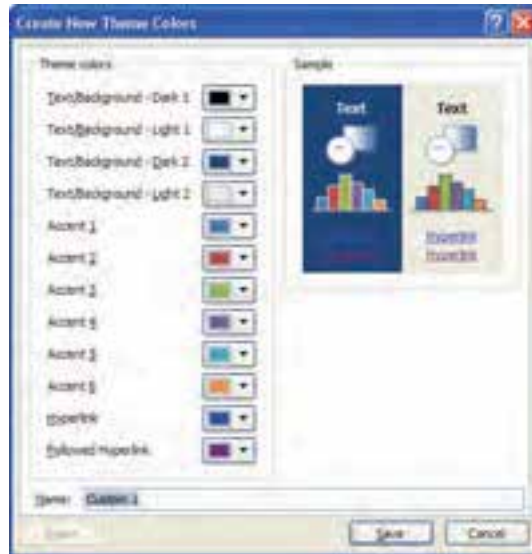 Create New Theme Colors
Theme colors
Sample
Text/Background - Dark 1
Text/Background - Light 1
Text/Background - Dark 2
Text/Background - Light 2
Accent 1
Accent 2
Accent 3
Accent 4
Accent 5
Accent 6
Hyperlink
Followed Hyperlink
Text Text
Hyperlink
Hyperlink
Name: Custom 1
Save Cancel